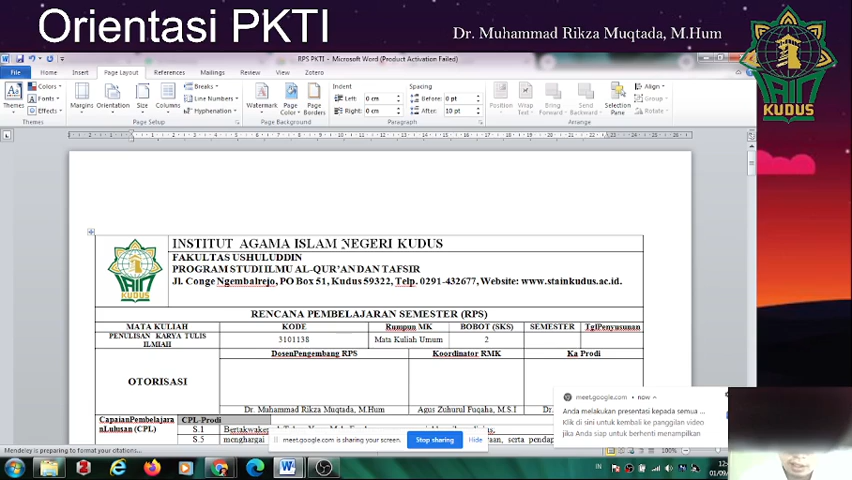 Orientasi PKTI
Dr. Muhammad Rikza Muqtada, M.Hum
RPS PKTI - Microsoft Word (Product Activation Failed)
File Home Insert Page Layout References Mailings Review View Zotero
Colors
Fonts
Effects
Themes
Margins Orientation Size Columns
Breaks
Line Numbers
Hyphenation
Watermark Page Color Page Borders
Indent Spacing
Left: 0 cm Before: 0 pt
Right: 0 cm After: 10 pt
Position Wrap Text Bring Forward Send Backward Selection Pane
Align
Group
Rotate
Themes Page Setup Page Background Paragraph Arrange
KUDUS
INSTITUT AGAMA ISLAM NEGERI KUDUS
FAKULTAS USHULUDDIN
PROGRAM STUDI ILMU AL-QUR'AN DAN TAFSIR
Jl. Conge Ngembalrejo, PO Box 51, Kudus 59322, Telp. 0291-432677, Website: www.stainkudus.ac.id.
KUDUS
RENCANA PEMBELAJARAN SEMESTER (RPS)
MATA KULIAH KODE Rumpun MK BOBOT (SKS) SEMESTER TglPenyusunan
PENULISAN KARYA TULIS ILMIAH 3101138 Mata Kuliah Umum 2
OTORISASI DosenPengembang RPS Koordinator RMK Ka Prodi
Dr. Muhammad Rikza Muqtada, M.Hum Agus Zuhurul Fuqaha, M.S.I
CapaianPembelajara CPL-Prodi
nLulusan (CPL) S.1
S.5 menghargai
meet.google.com is sharing your screen. Stop sharing Hide
meet.google.com • now
Anda melakukan presentasi kepada semua ...
Klik di sini untuk kembali ke panggilan video
jika Anda siap untuk berhenti menampilkan
Mendeley is preparing to format your citations.
100%
IN